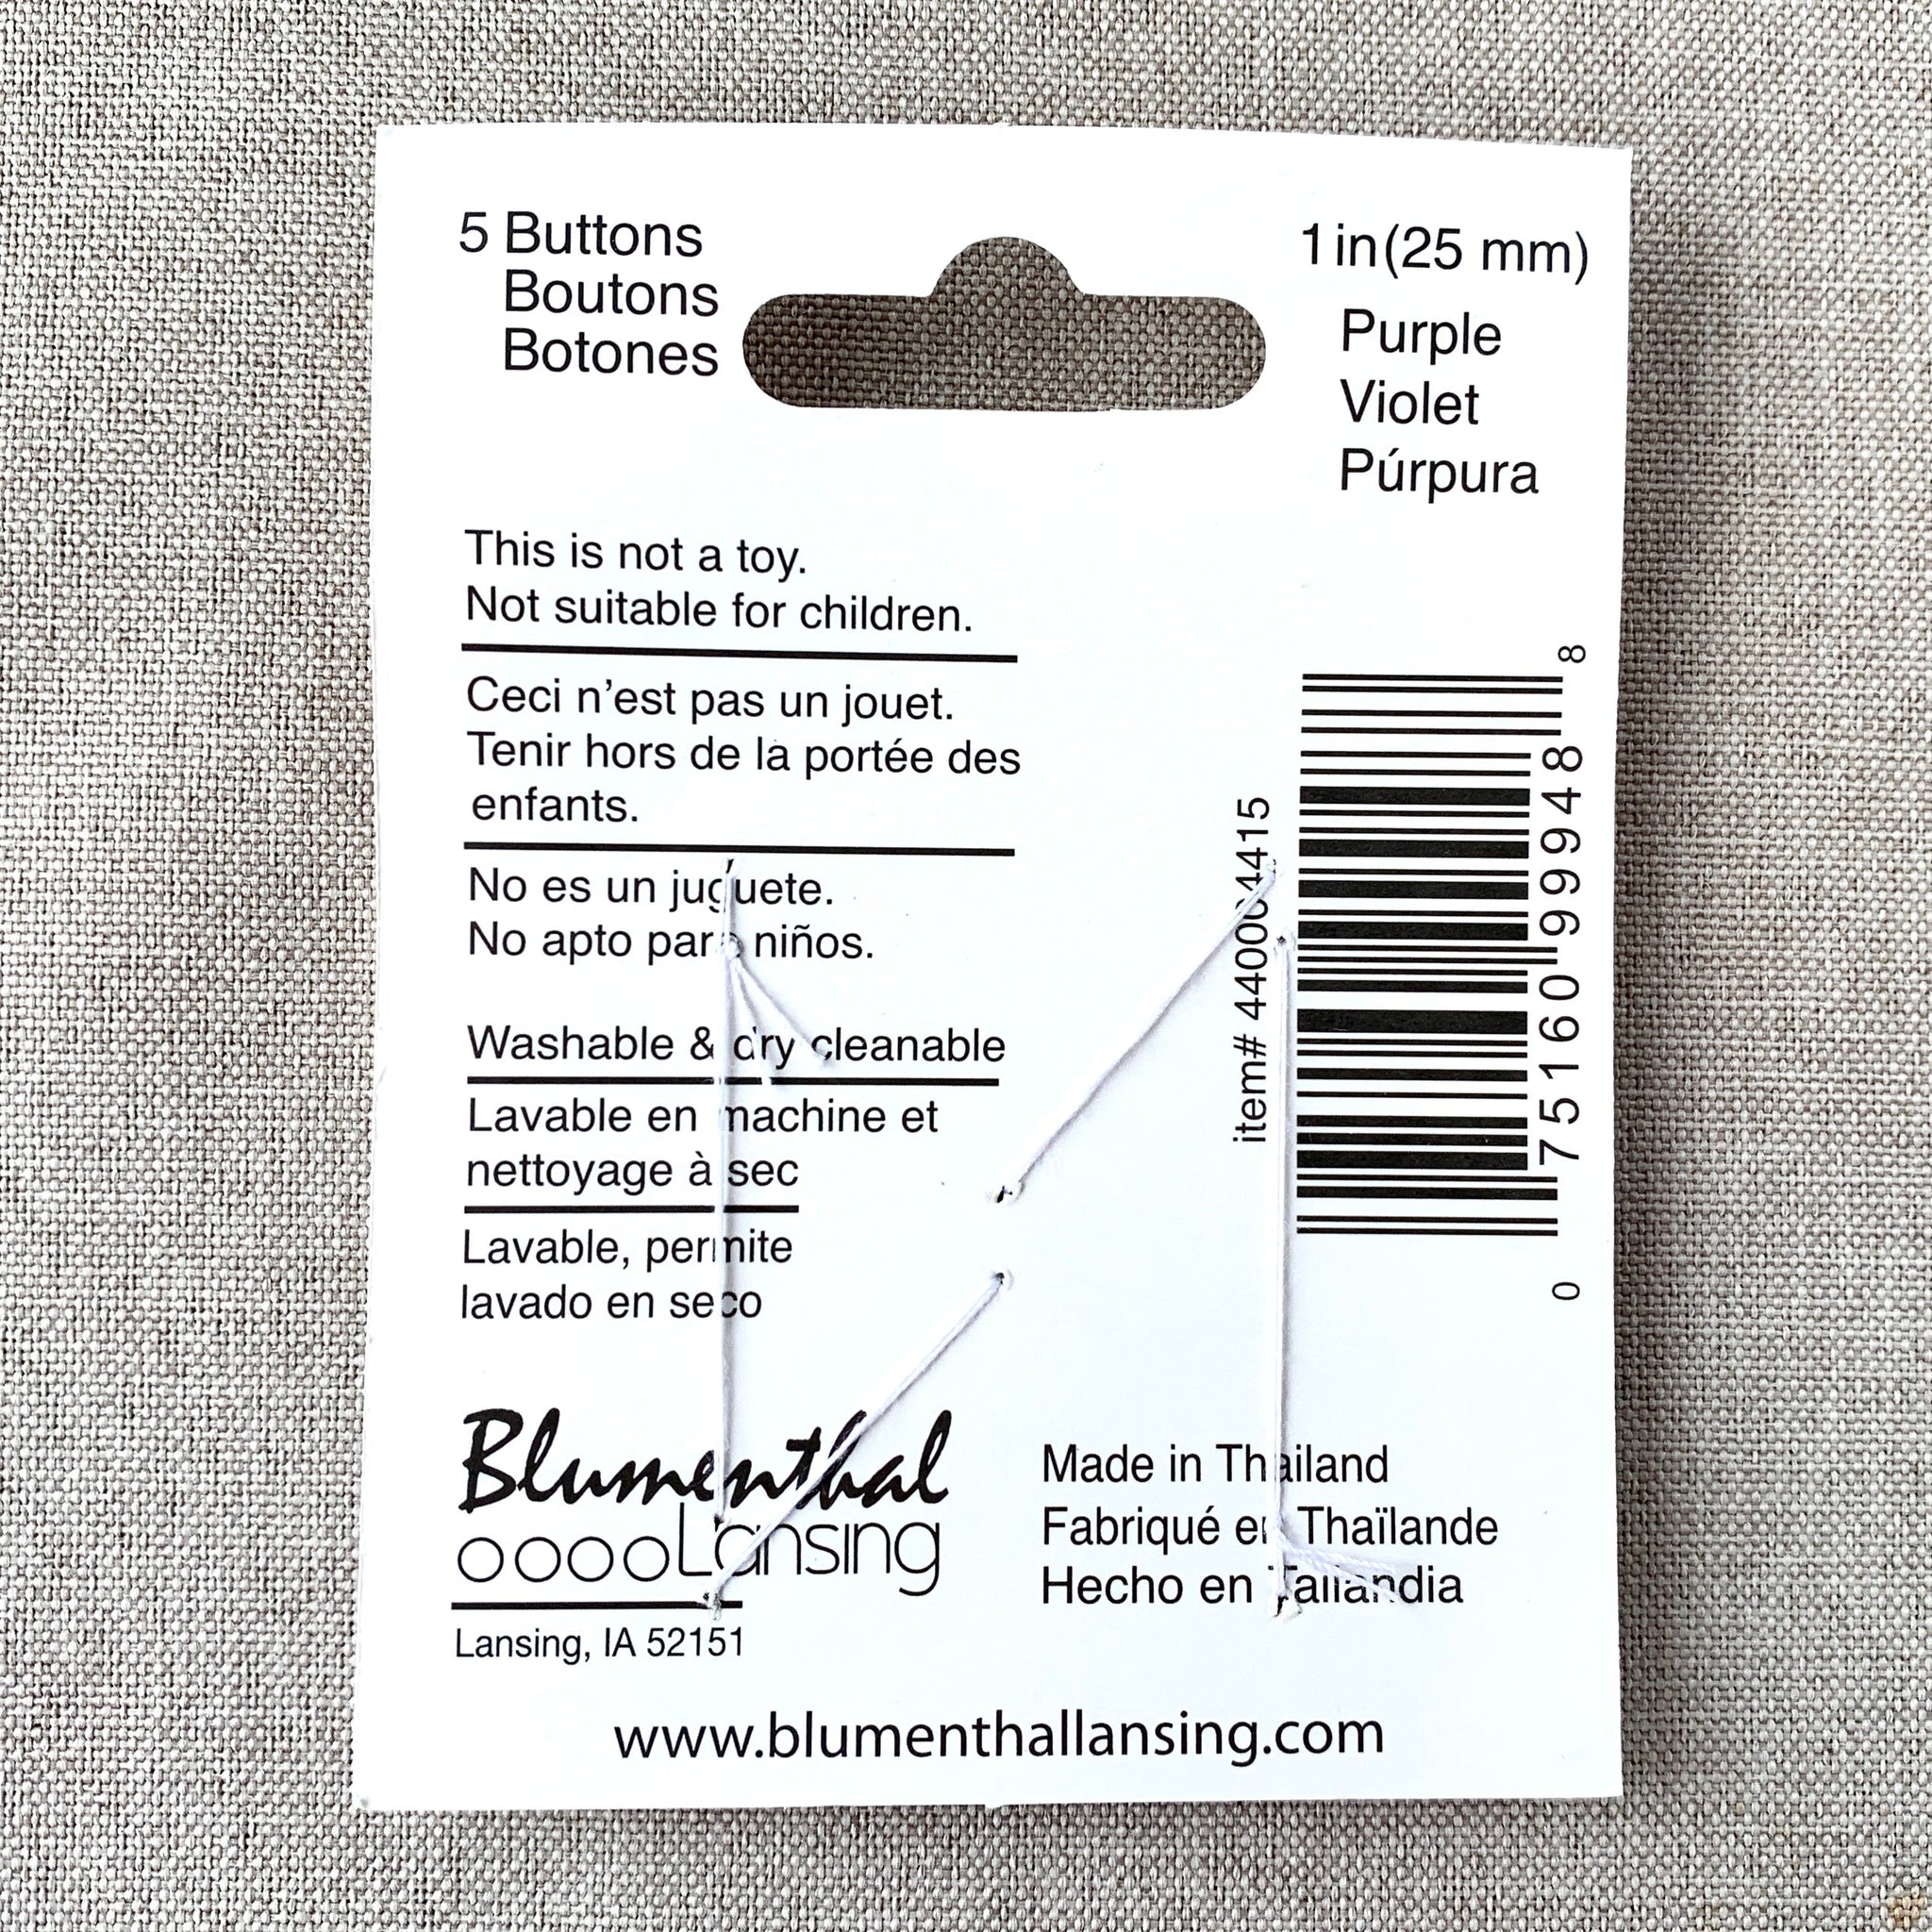 5 Buttons
Boutons
Botones
1 in (25 mm)
Purple
Violet
Púrpura
This is not a toy.
Not suitable for children.
Ceci n'est pas un jouet.
Tenir hors de la portée des
enfants.
No es un juguete.
No apto para niños.
Washable & dry cleanable
Lavable en machine et
nettoyage à sec
Lavable, permite
lavado en seco
item# 440004415
0 75160 99948 8
Blumenthal
Lansing
Lansing, IA 52151
Made in Thailand
Fabriqué en Thaïlande
Hecho en Tailandia
www.blumenthallansing.com